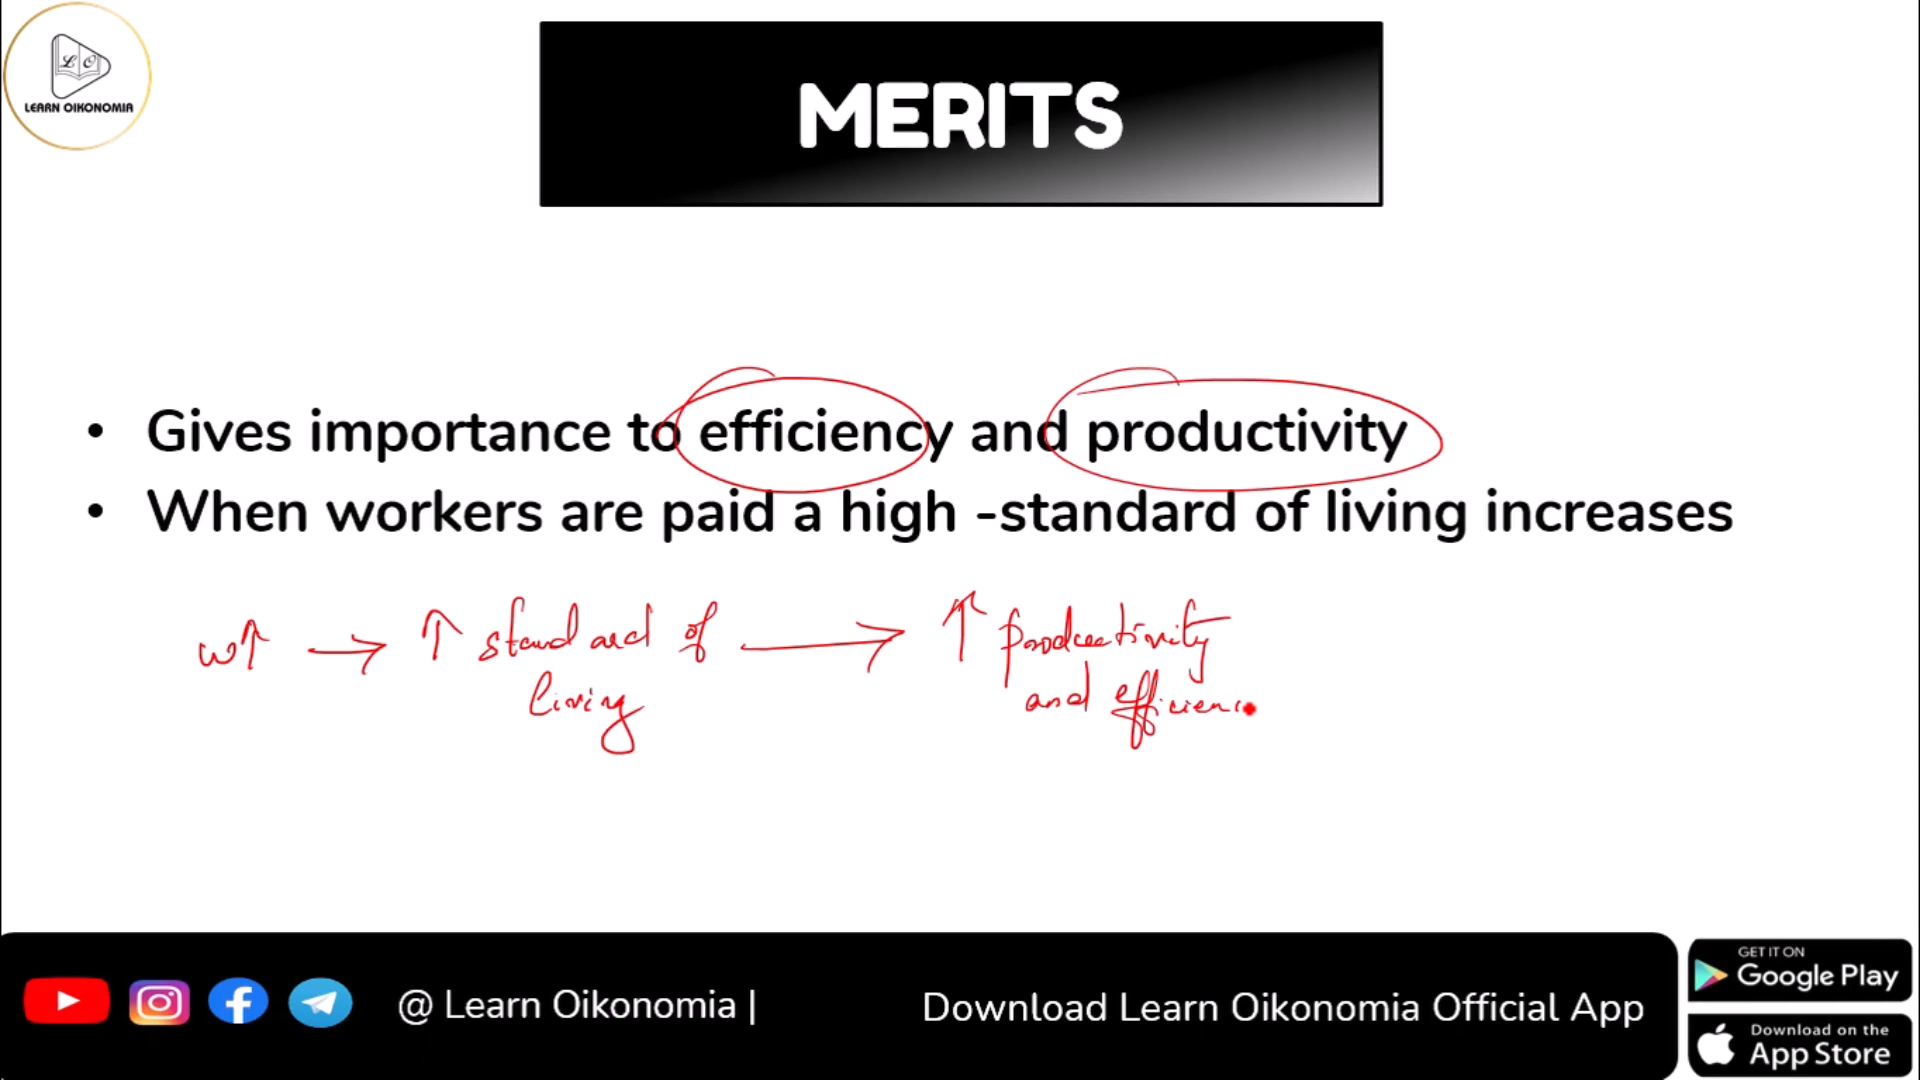 LO
LEARN OIKONOMIA
MERITS
• Gives importance to efficiency and productivity
• When workers are paid a high -standard of living increases
w↑ → ↑ standard of → ↑ productivity
living and efficienc
@ Learn Oikonomia |
Download Learn Oikonomia Official App
GET IT ON
Google Play
Download on the
App Store